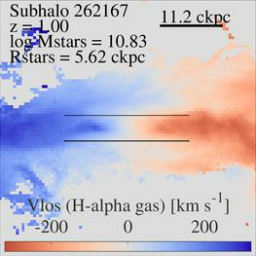 Subhalo 262167
11.2 ckpc
z = 1.00
log Mstars = 10.83
Rstars = 5.62 ckpc
Vlos (H-alpha gas) [km s⁻¹]
-200 0 200